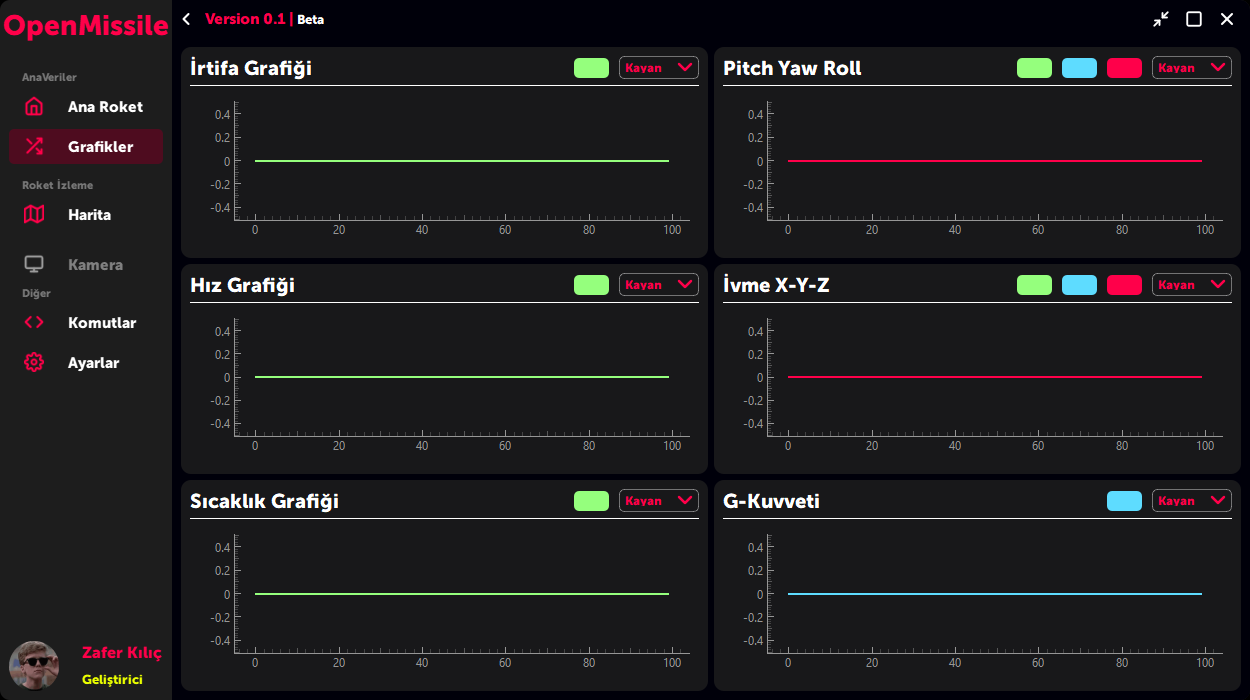 OpenMissile
AnaVeriler
Ana Roket
Grafikler
Roket İzleme
Harita
Kamera
Diğer
Komutlar
Ayarlar
Zafer Kılıç
Geliştirici
Version 0.1 | Beta
İrtifa Grafiği
Kayan
0.4
0.2
0
-0.2
-0.4
0 20 40 60 80 100
Pitch Yaw Roll
Kayan
0.4
0.2
0
-0.2
-0.4
0 20 40 60 80 100
Hız Grafiği
Kayan
0.4
0.2
0
-0.2
-0.4
0 20 40 60 80 100
İvme X-Y-Z
Kayan
0.4
0.2
0
-0.2
-0.4
0 20 40 60 80 100
Sıcaklık Grafiği
Kayan
0.4
0.2
0
-0.2
-0.4
0 20 40 60 80 100
G-Kuvveti
Kayan
0.4
0.2
0
-0.2
-0.4
0 20 40 60 80 100